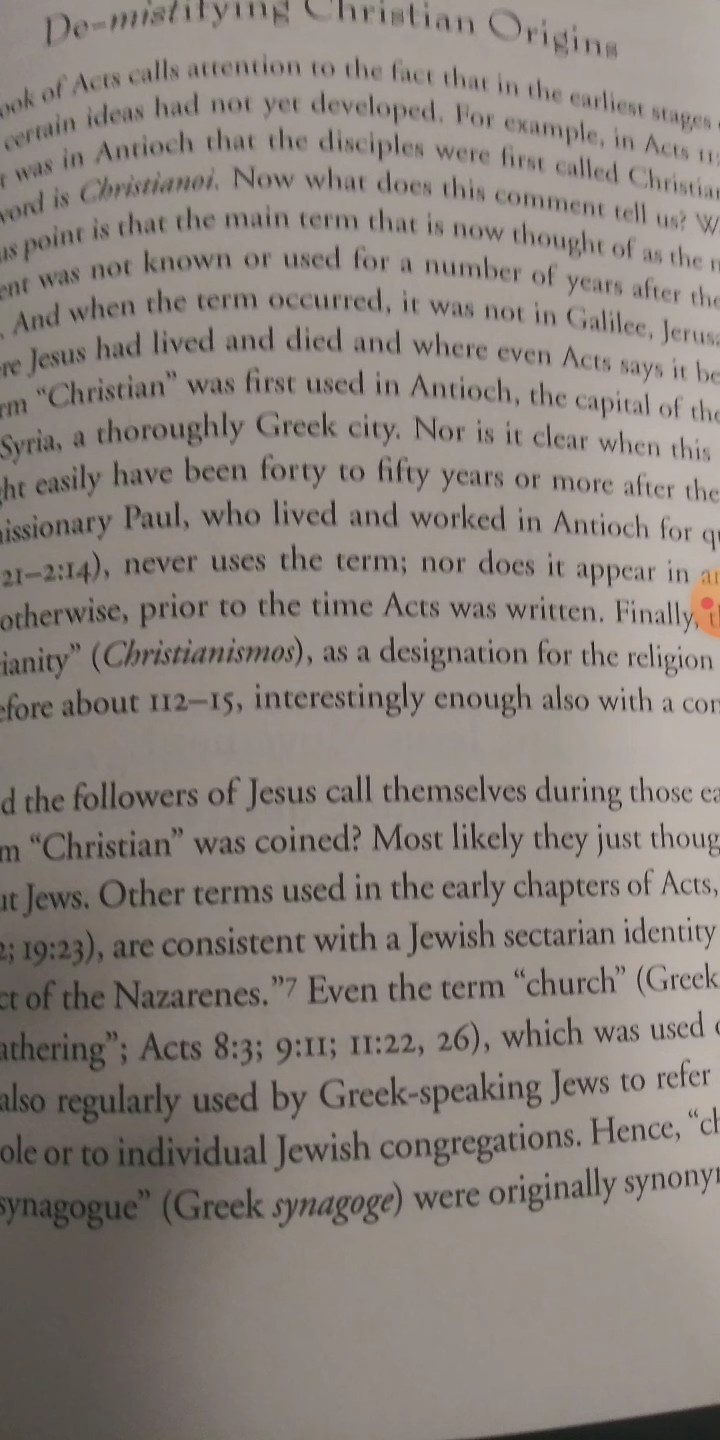 De-mistifying Christian Origins
ook of Acts calls attention to the fact that in the earliest stages
certain ideas had not yet developed. For example, in Acts 11:
t was in Antioch that the disciples were first called Christian
word is Christianoi. Now what does this comment tell us? W
us point is that the main term that is now thought of as the n
ent was not known or used for a number of years after the
. And when the term occurred, it was not in Galilee, Jerusa
re Jesus had lived and died and where even Acts says it be
rm “Christian” was first used in Antioch, the capital of the
Syria, a thoroughly Greek city. Nor is it clear when this
ght easily have been forty to fifty years or more after the
issionary Paul, who lived and worked in Antioch for qu
21–2:14), never uses the term; nor does it appear in an
otherwise, prior to the time Acts was written. Finally, t
ianity” (Christianismos), as a designation for the religion
efore about 112–15, interestingly enough also with a con
d the followers of Jesus call themselves during those ea
m “Christian” was coined? Most likely they just thoug
ut Jews. Other terms used in the early chapters of Acts,
2; 19:23), are consistent with a Jewish sectarian identity
ct of the Nazarenes.”7 Even the term “church” (Greek
athering”; Acts 8:3; 9:11; 11:22, 26), which was used
also regularly used by Greek-speaking Jews to refer
ole or to individual Jewish congregations. Hence, “ch
synagogue” (Greek synagoge) were originally synonym